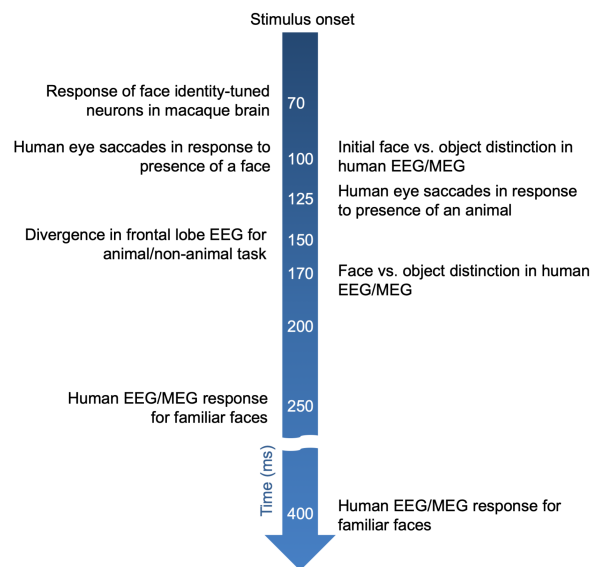 Stimulus onset
Response of face identity-tuned
neurons in macaque brain
70
Human eye saccades in response to
presence of a face
100
Initial face vs. object distinction in
human EEG/MEG
125
Human eye saccades in response
to presence of an animal
Divergence in frontal lobe EEG for
animal/non-animal task
150
170
Face vs. object distinction in human
EEG/MEG
200
Human EEG/MEG response
for familiar faces
250
Time (ms)
400
Human EEG/MEG response for
familiar faces